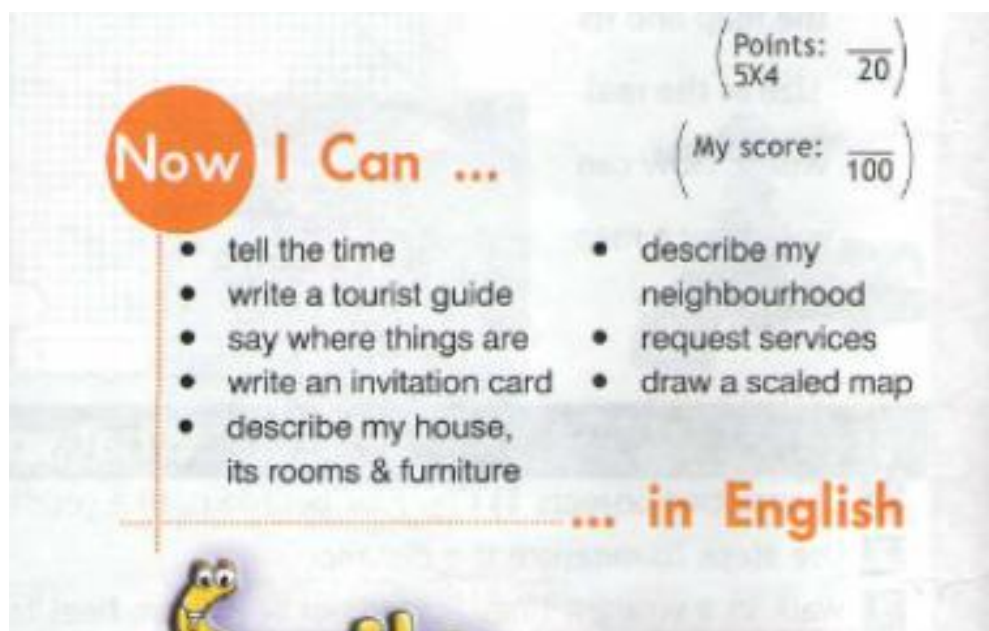 (Points: __
5X4 20)
(My score: __
100)
Now I Can ...
• tell the time
• write a tourist guide
• say where things are
• write an invitation card
• describe my house,
its rooms & furniture
• describe my
neighbourhood
• request services
• draw a scaled map
... in English